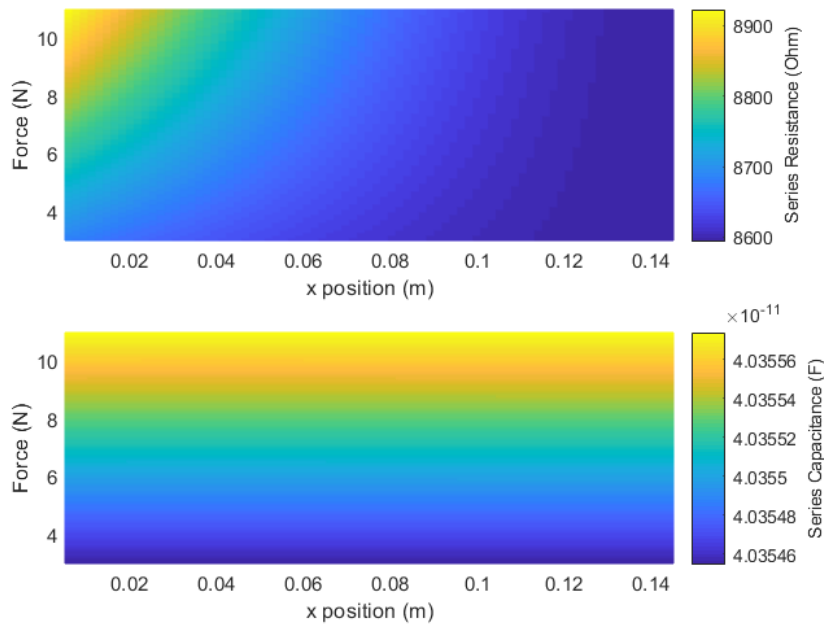 10
8
6
4
Force (N)
0.02 0.04 0.06 0.08 0.1 0.12 0.14
x position (m)
8900
8800
8700
8600
Series Resistance (Ohm)
10
8
6
4
Force (N)
0.02 0.04 0.06 0.08 0.1 0.12 0.14
x position (m)
×10⁻¹¹
4.03556
4.03554
4.03552
4.0355
4.03548
4.03546
Series Capacitance (F)